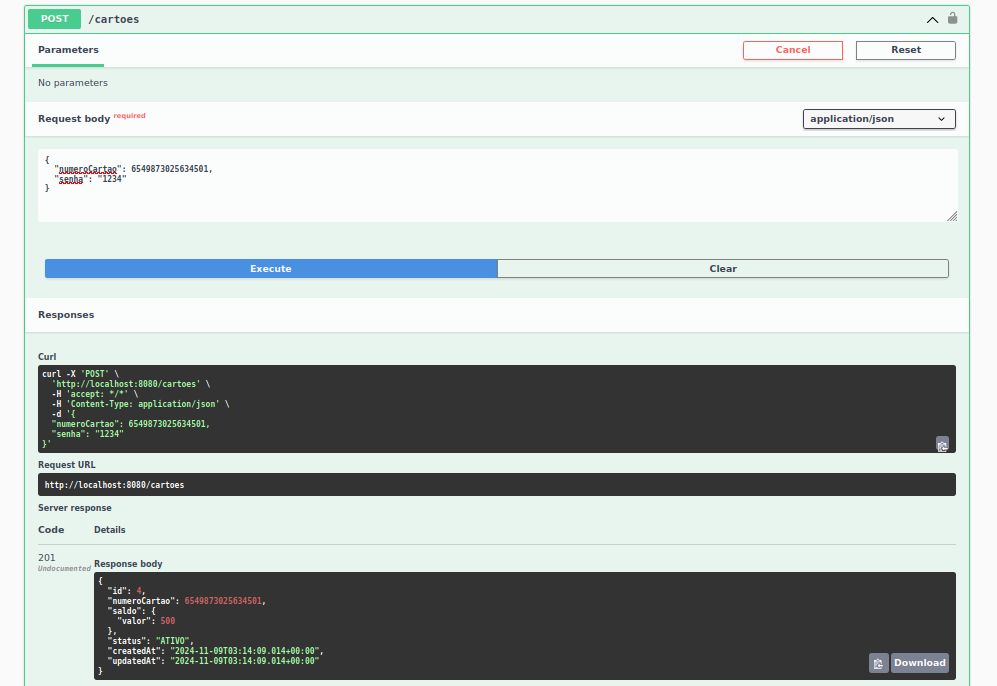 POST /cartoes
Parameters
Cancel
Reset
No parameters
Request body required
application/json
{
  "numeroCartao": 6549873025634501,
  "senha": "1234"
}
Execute
Clear
Responses
Curl
curl -X 'POST' \
  'http://localhost:8080/cartoes' \
  -H 'accept: */*' \
  -H 'Content-Type: application/json' \
  -d '{
  "numeroCartao": 6549873025634501,
  "senha": "1234"
}'
Request URL
http://localhost:8080/cartoes
Server response
Code Details
201
Undocumented
Response body
{
  "id": 4,
  "numeroCartao": 6549873025634501,
  "saldo": {
    "valor": 500
  },
  "status": "ATIVO",
  "createdAt": "2024-11-09T03:14:09.014+00:00",
  "updatedAt": "2024-11-09T03:14:09.014+00:00"
}
Download